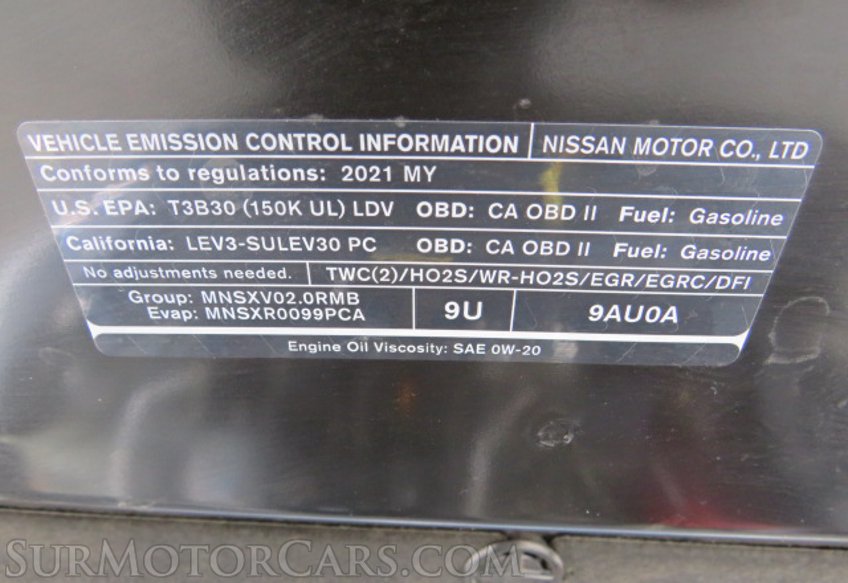 VEHICLE EMISSION CONTROL INFORMATION NISSAN MOTOR CO., LTD
Conforms to regulations: 2021 MY
U.S. EPA: T3B30 (150K UL) LDV OBD: CA OBD II Fuel: Gasoline
California: LEV3-SULEV30 PC OBD: CA OBD II Fuel: Gasoline
No adjustments needed. TWC(2)/HO2S/WR-HO2S/EGR/EGRC/DFI
Group: MNSXV02.0RMB
Evap: MNSXR0099PCA
9U 9AU0A
Engine Oil Viscosity: SAE 0W-20
SURMOTORCARS.COM